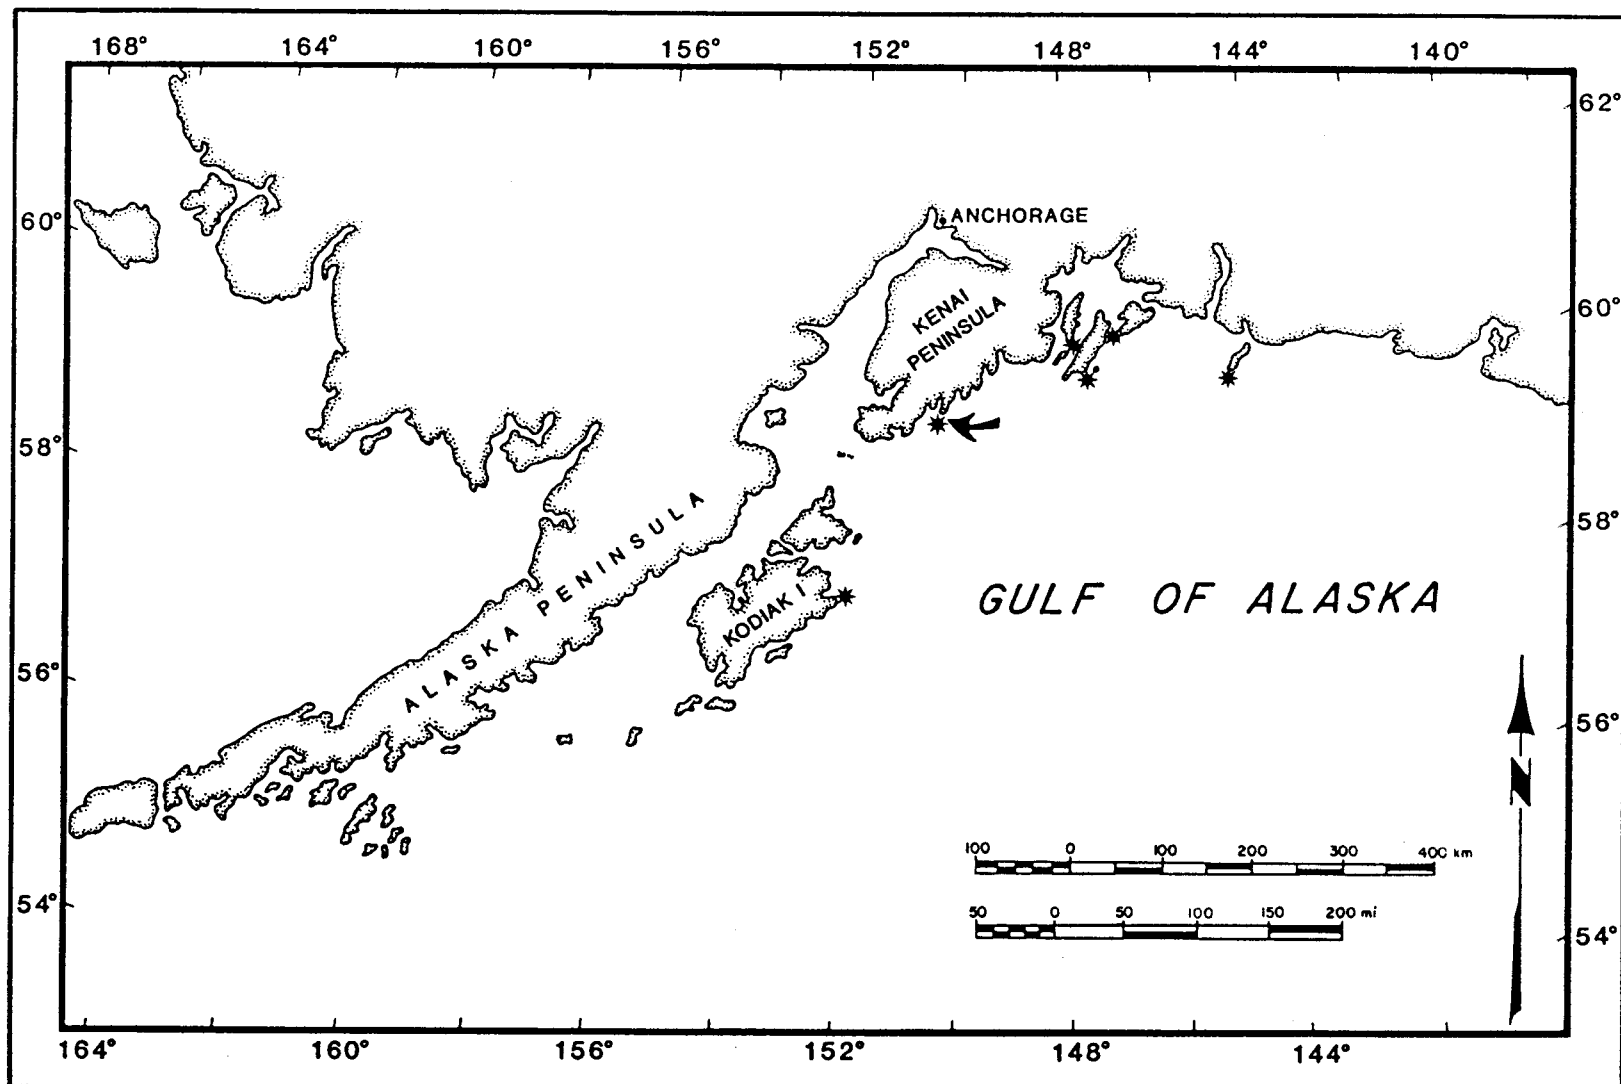 168° 164° 160° 156° 152° 148° 144° 140°
62°
60°
ANCHORAGE
KENAI
PENINSULA
60°
58°
58°
ALASKA PENINSULA
KODIAK I
GULF OF ALASKA
56°
56°
N
100 0 100 200 300 400 km
50 0 50 100 150 200 mi
54°
54°
164° 160° 156° 152° 148° 144°